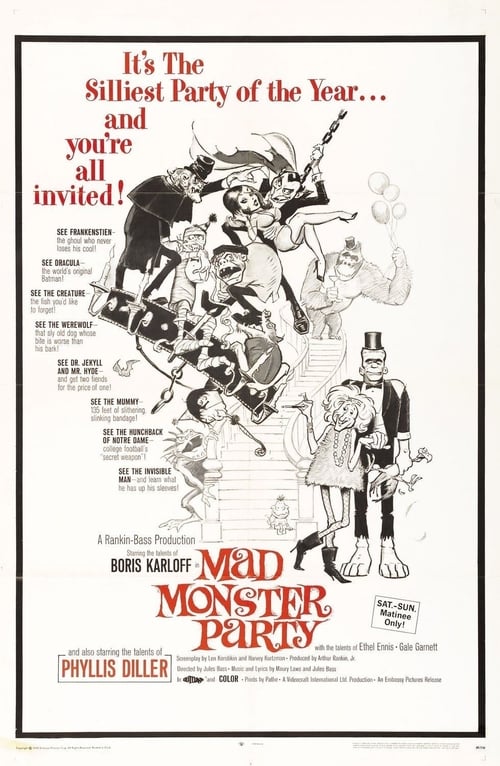 It's The
Silliest Party of the Year...
and
you're
all
invited!
SEE FRANKENSTIEN—
the ghoul who never
loses his cool!
SEE DRACULA—
the world's original
Batman!
SEE THE CREATURE—
the fish you'd like
to forget!
SEE THE WEREWOLF—
that sly old dog whose
bite is worse than
his bark!
SEE DR. JEKYLL
AND MR. HYDE—
and get two fiends
for the price of one!
SEE THE MUMMY—
135 feet of slithering,
slinking bandage!
SEE THE HUNCHBACK
OF NOTRE DAME—
college football's
"secret weapon"!
SEE THE INVISIBLE
MAN—and learn what
he has up his sleeves!
A Rankin-Bass Production
Starring the talents of
BORIS KARLOFF in
MAD
MONSTER
PARTY
SAT.-SUN.
Matinee
Only!
with the talents of Ethel Ennis • Gale Garnett
and also starring the talents of
PHYLLIS DILLER
Screenplay by Len Korobkin and Harvey Kurtzman • Produced by Arthur Rankin, Jr.
Directed by Jules Bass • Music and Lyrics by Maury Laws and Jules Bass
In and COLOR • Prints by Pathe • A Videocraft International Ltd. Production • An Embassy Pictures Release